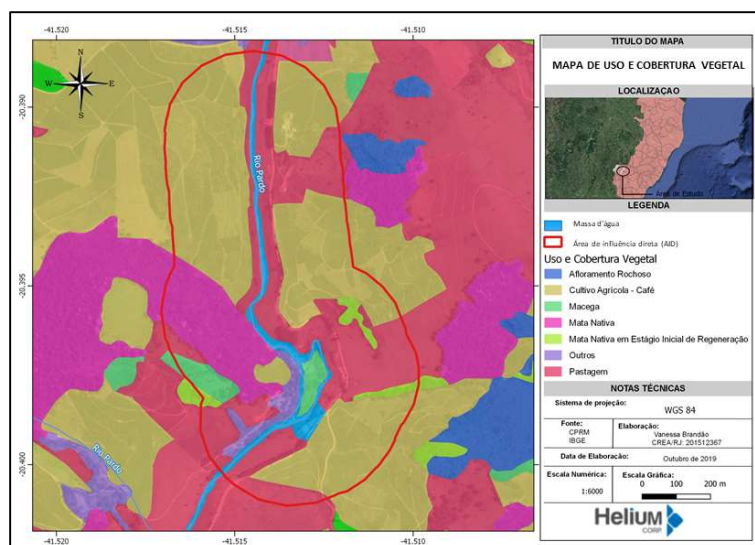 -41.520
-41.515
-41.510
N
W E
S
-20.390
-20.395
-20.400
Rio Pardo
Rio Pardo
-41.520
-41.515
-41.510
TITULO DO MAPA
MAPA DE USO E COBERTURA VEGETAL
LOCALIZAÇAO
Área de Estudo
LEGENDA
Massa d'água
Área de influência direta (AID)
Uso e Cobertura Vegetal
Afloramento Rochoso
Cultivo Agrícola - Café
Macega
Mata Nativa
Mata Nativa em Estágio Inicial de Regeneração
Outros
Pastagem
NOTAS TÉCNICAS
Sistema de projeção:
WGS 84
Fonte:
CPRM
IBGE
Elaboração:
Vanessa Brandão
CREA/RJ: 201512367
Data de Elaboração:
Outubro de 2019
Escala Numérica:
1:6000
Escala Gráfica:
0 100 200 m
Helium
CORP